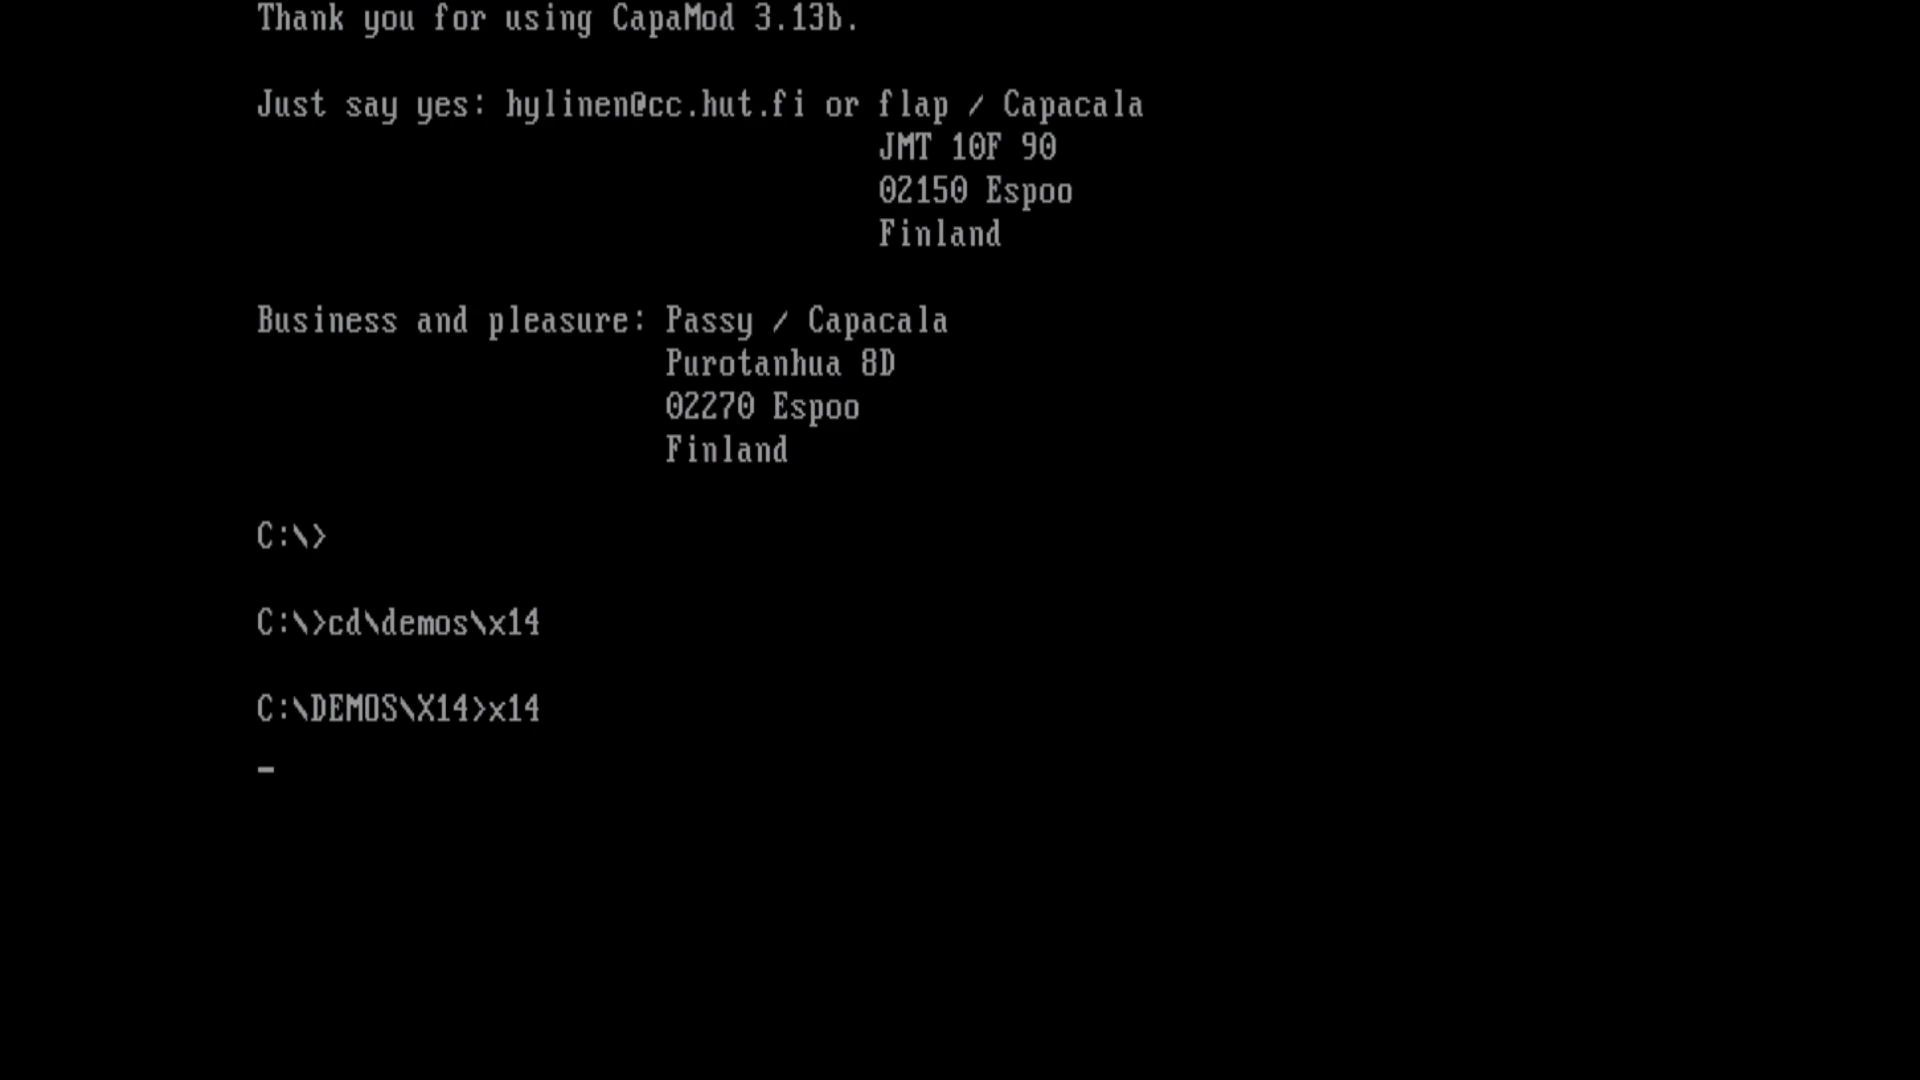 Thank you for using CapaMod 3.13b.
Just say yes: hylinen@cc.hut.fi or flap / Capacala
JMT 10F 90
02150 Espoo
Finland
Business and pleasure: Passy / Capacala
Purotanhua 8D
02270 Espoo
Finland
C:\>
C:\>cd\demos\x14
C:\DEMOS\X14>x14